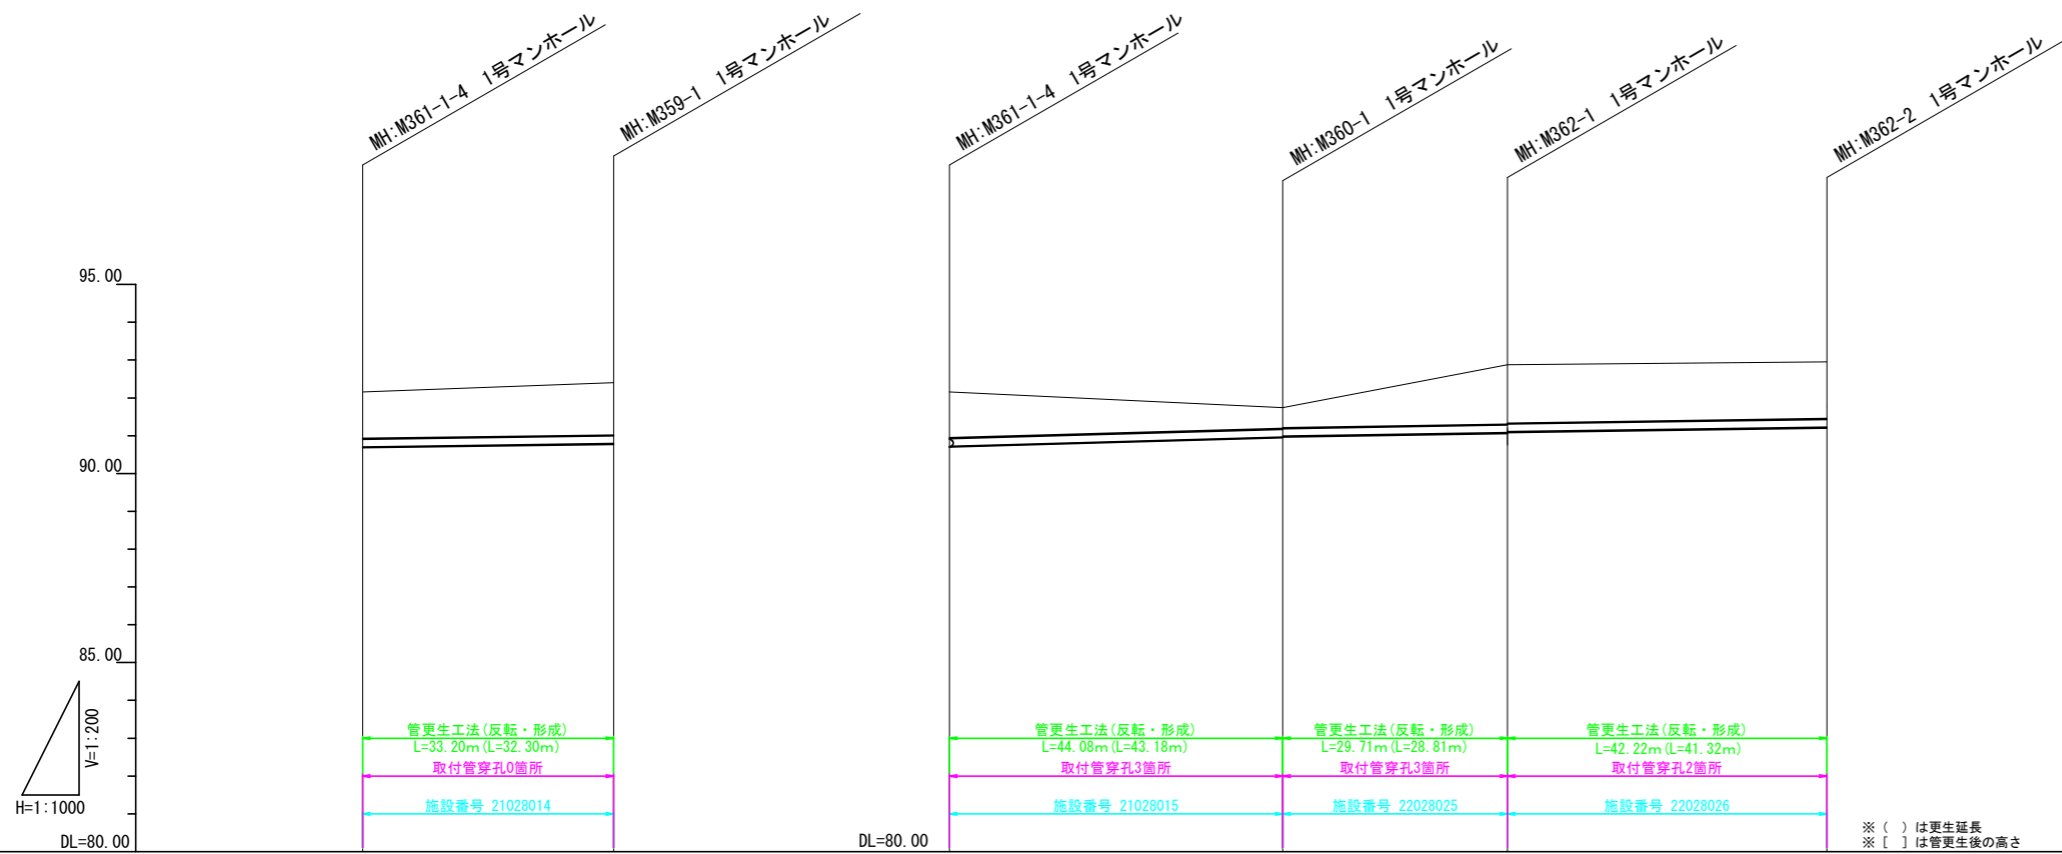 MH:M361-1-4　1号マンホール
MH:M359-1　1号マンホール
MH:M361-1-4　1号マンホール
MH:M360-1　1号マンホール
MH:M362-1　1号マンホール
MH:M362-2　1号マンホール
95.00
90.00
85.00
V=1:200
H=1:1000
DL=80.00
管更生工法(反転・形成)
L=33.20m(L=32.30m)
取付管穿孔0箇所
施設番号 21028014
DL=80.00
管更生工法(反転・形成)
L=44.08m(L=43.18m)
取付管穿孔3箇所
施設番号 21028015
管更生工法(反転・形成)
L=29.71m(L=28.81m)
取付管穿孔3箇所
施設番号 22028025
管更生工法(反転・形成)
L=42.22m(L=41.32m)
取付管穿孔2箇所
施設番号 22028026
※（　）は更生延長
※［　］は管更生後の高さ